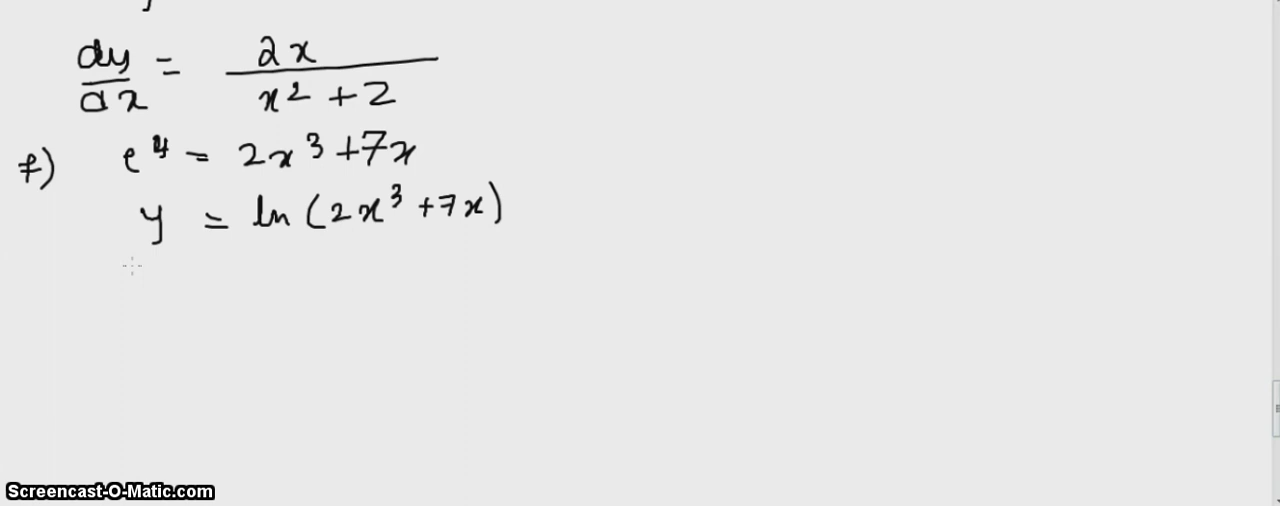 dy/dx = 2x/(x² + 2)
f) e^y = 2x³ + 7x
y = ln (2x³ + 7x)
Screencast-O-Matic.com